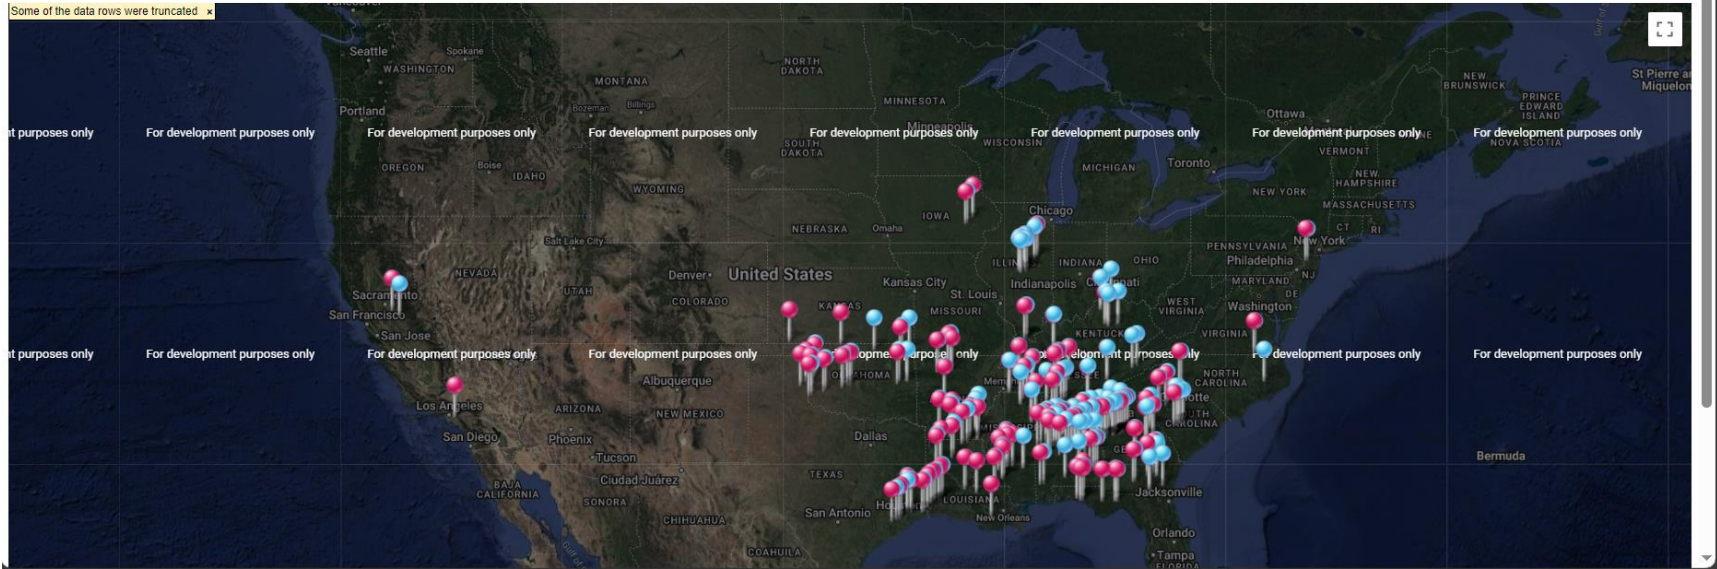 Some of the data rows were truncated ×
Seattle
Spokane
WASHINGTON
NORTH
DAKOTA
MONTANA
Bozeman
Billings
MINNESOTA
Minneapolis
Portland
Ottawa
NEW
BRUNSWICK
PRINCE
EDWARD
ISLAND
St Pierre
Miquelon
nt purposes only
For development purposes only
For development purposes only
For development purposes only
For development purposes only
For development purposes only
For development purposes only
For development purposes only
NOVA SCOTIA
SOUTH
DAKOTA
WISCONSIN
VERMONT
OREGON
Boise
IDAHO
WYOMING
MICHIGAN
Toronto
NEW
HAMPSHIRE
NEW YORK
MASSACHUSETTS
IOWA
Chicago
NEBRASKA
Omaha
CT
RI
Salt Lake City
PENNSYLVANIA
New York
Philadelphia
NJ
NEVADA
Denver
United States
Kansas City
INDIANA
OHIO
Indianapolis
UTAH
COLORADO
St. Louis
MARYLAND
DE
Sacramento
San Francisco
KANSAS
MISSOURI
WEST
VIRGINIA
Washington
San Jose
VIRGINIA
nt purposes only
For development purposes only
For development purposes only
For development purposes only
For development purposes only
For development purposes only
Albuquerque
NORTH
CAROLINA
Los Angeles
ARIZONA
NEW MEXICO
San Diego
Phoenix
Dallas
CAROLINA
Tucson
Bermuda
BAJA
CALIFORNIA
Ciudad Juárez
TEXAS
SONORA
LOUISIANA
Jacksonville
San Antonio
New Orleans
CHIHUAHUA
Orlando
COAHUILA
Tampa
FLORIDA